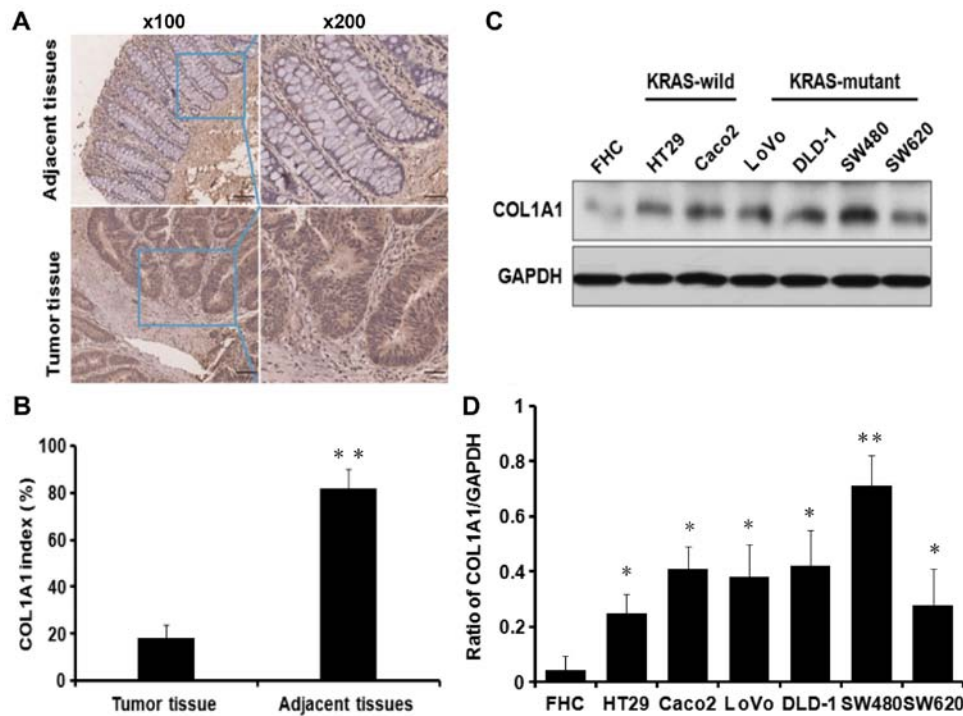 A
x100
x200
Adjacent tissues
Tumor tissue
B
COL1A1 index (%)
100
80
60
40
20
0
**
Tumor tissue
Adjacent tissues
C
KRAS-wild
KRAS-mutant
FHC
HT29
Caco2
LoVo
DLD-1
SW480
SW620
COL1A1
GAPDH
D
Ratio of COL1A1/GAPDH
1
0.8
0.6
0.4
0.2
0
*
*
*
*
**
*
FHC
HT29
Caco2
LoVo
DLD-1
SW480
SW620